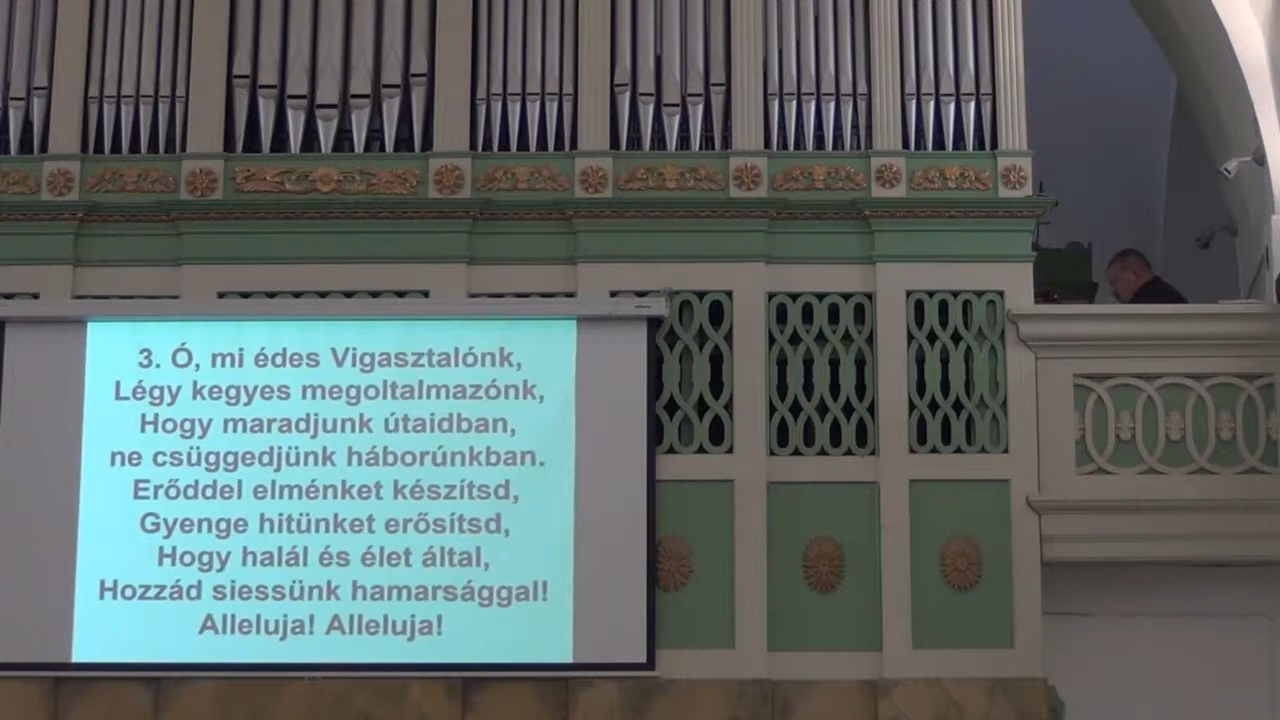 3. Ó, mi édes Vigasztalónk,
Légy kegyes megoltalmazónk,
Hogy maradjunk útaidban,
ne csüggedjünk háborúnkban.
Erőddel elménket készítsd,
Gyenge hitünket erősítsd,
Hogy halál és élet által,
Hozzád siessünk hamarsággal!
Alleluja! Alleluja!